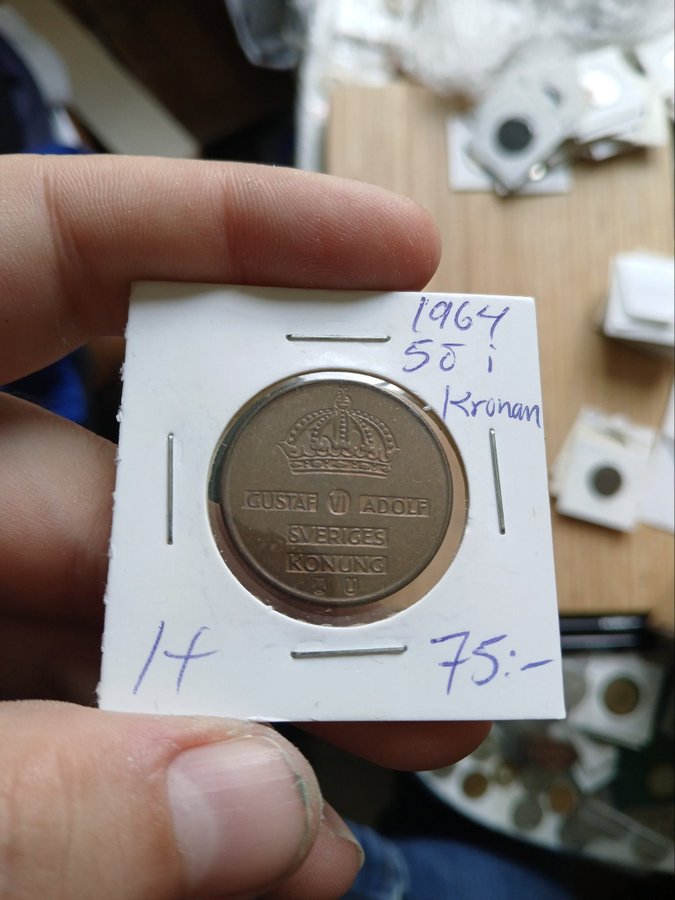 1964
5ö i
Kronan
GUSTAF VI ADOLF
SVERIGES
KONUNG
U
1+
75:-